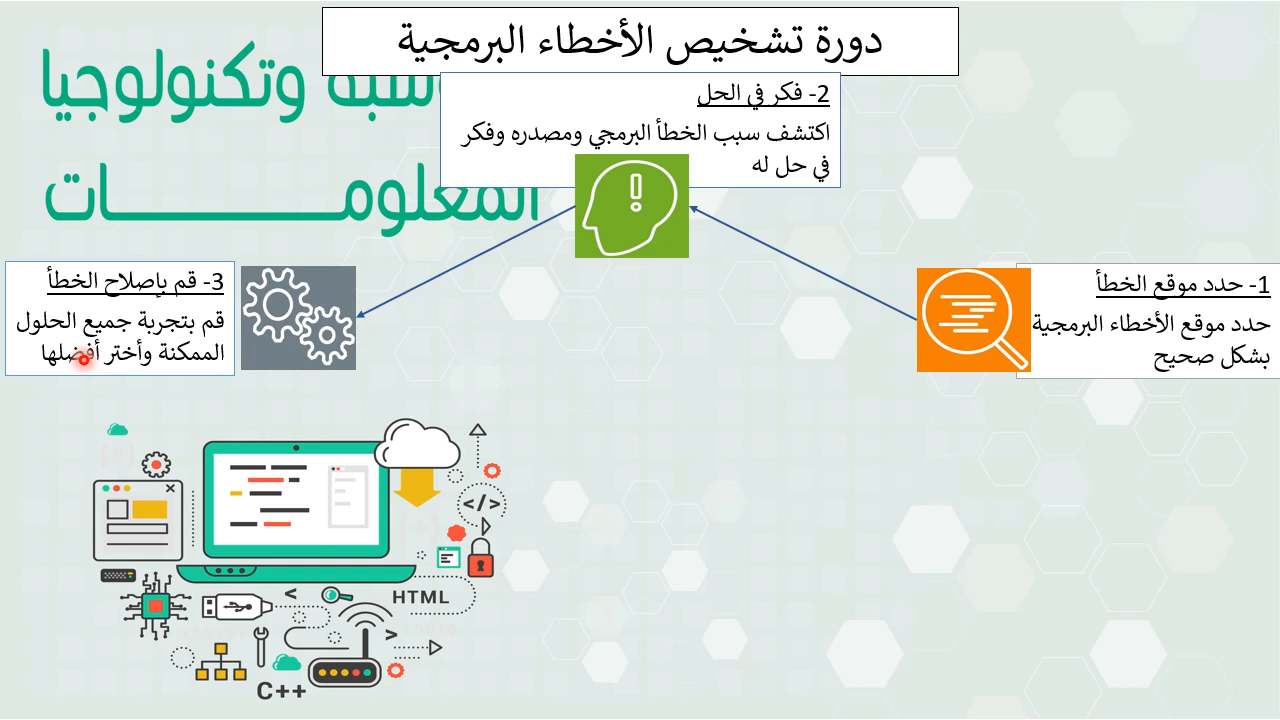 دورة تشخيص الأخطاء البرمجية
وتكنولوجيا
المعلومـــات
2- فكر في الحل
اكتشف سبب الخطأ البرمجي ومصدره وفكر
في حل له
1- حدد موقع الخطأ
حدد موقع الأخطاء البرمجية
بشكل صحيح
3- قم بإصلاح الخطأ
قم بتجربة جميع الحلول
الممكنة وأختر أفضلها
</>
HTML
C++